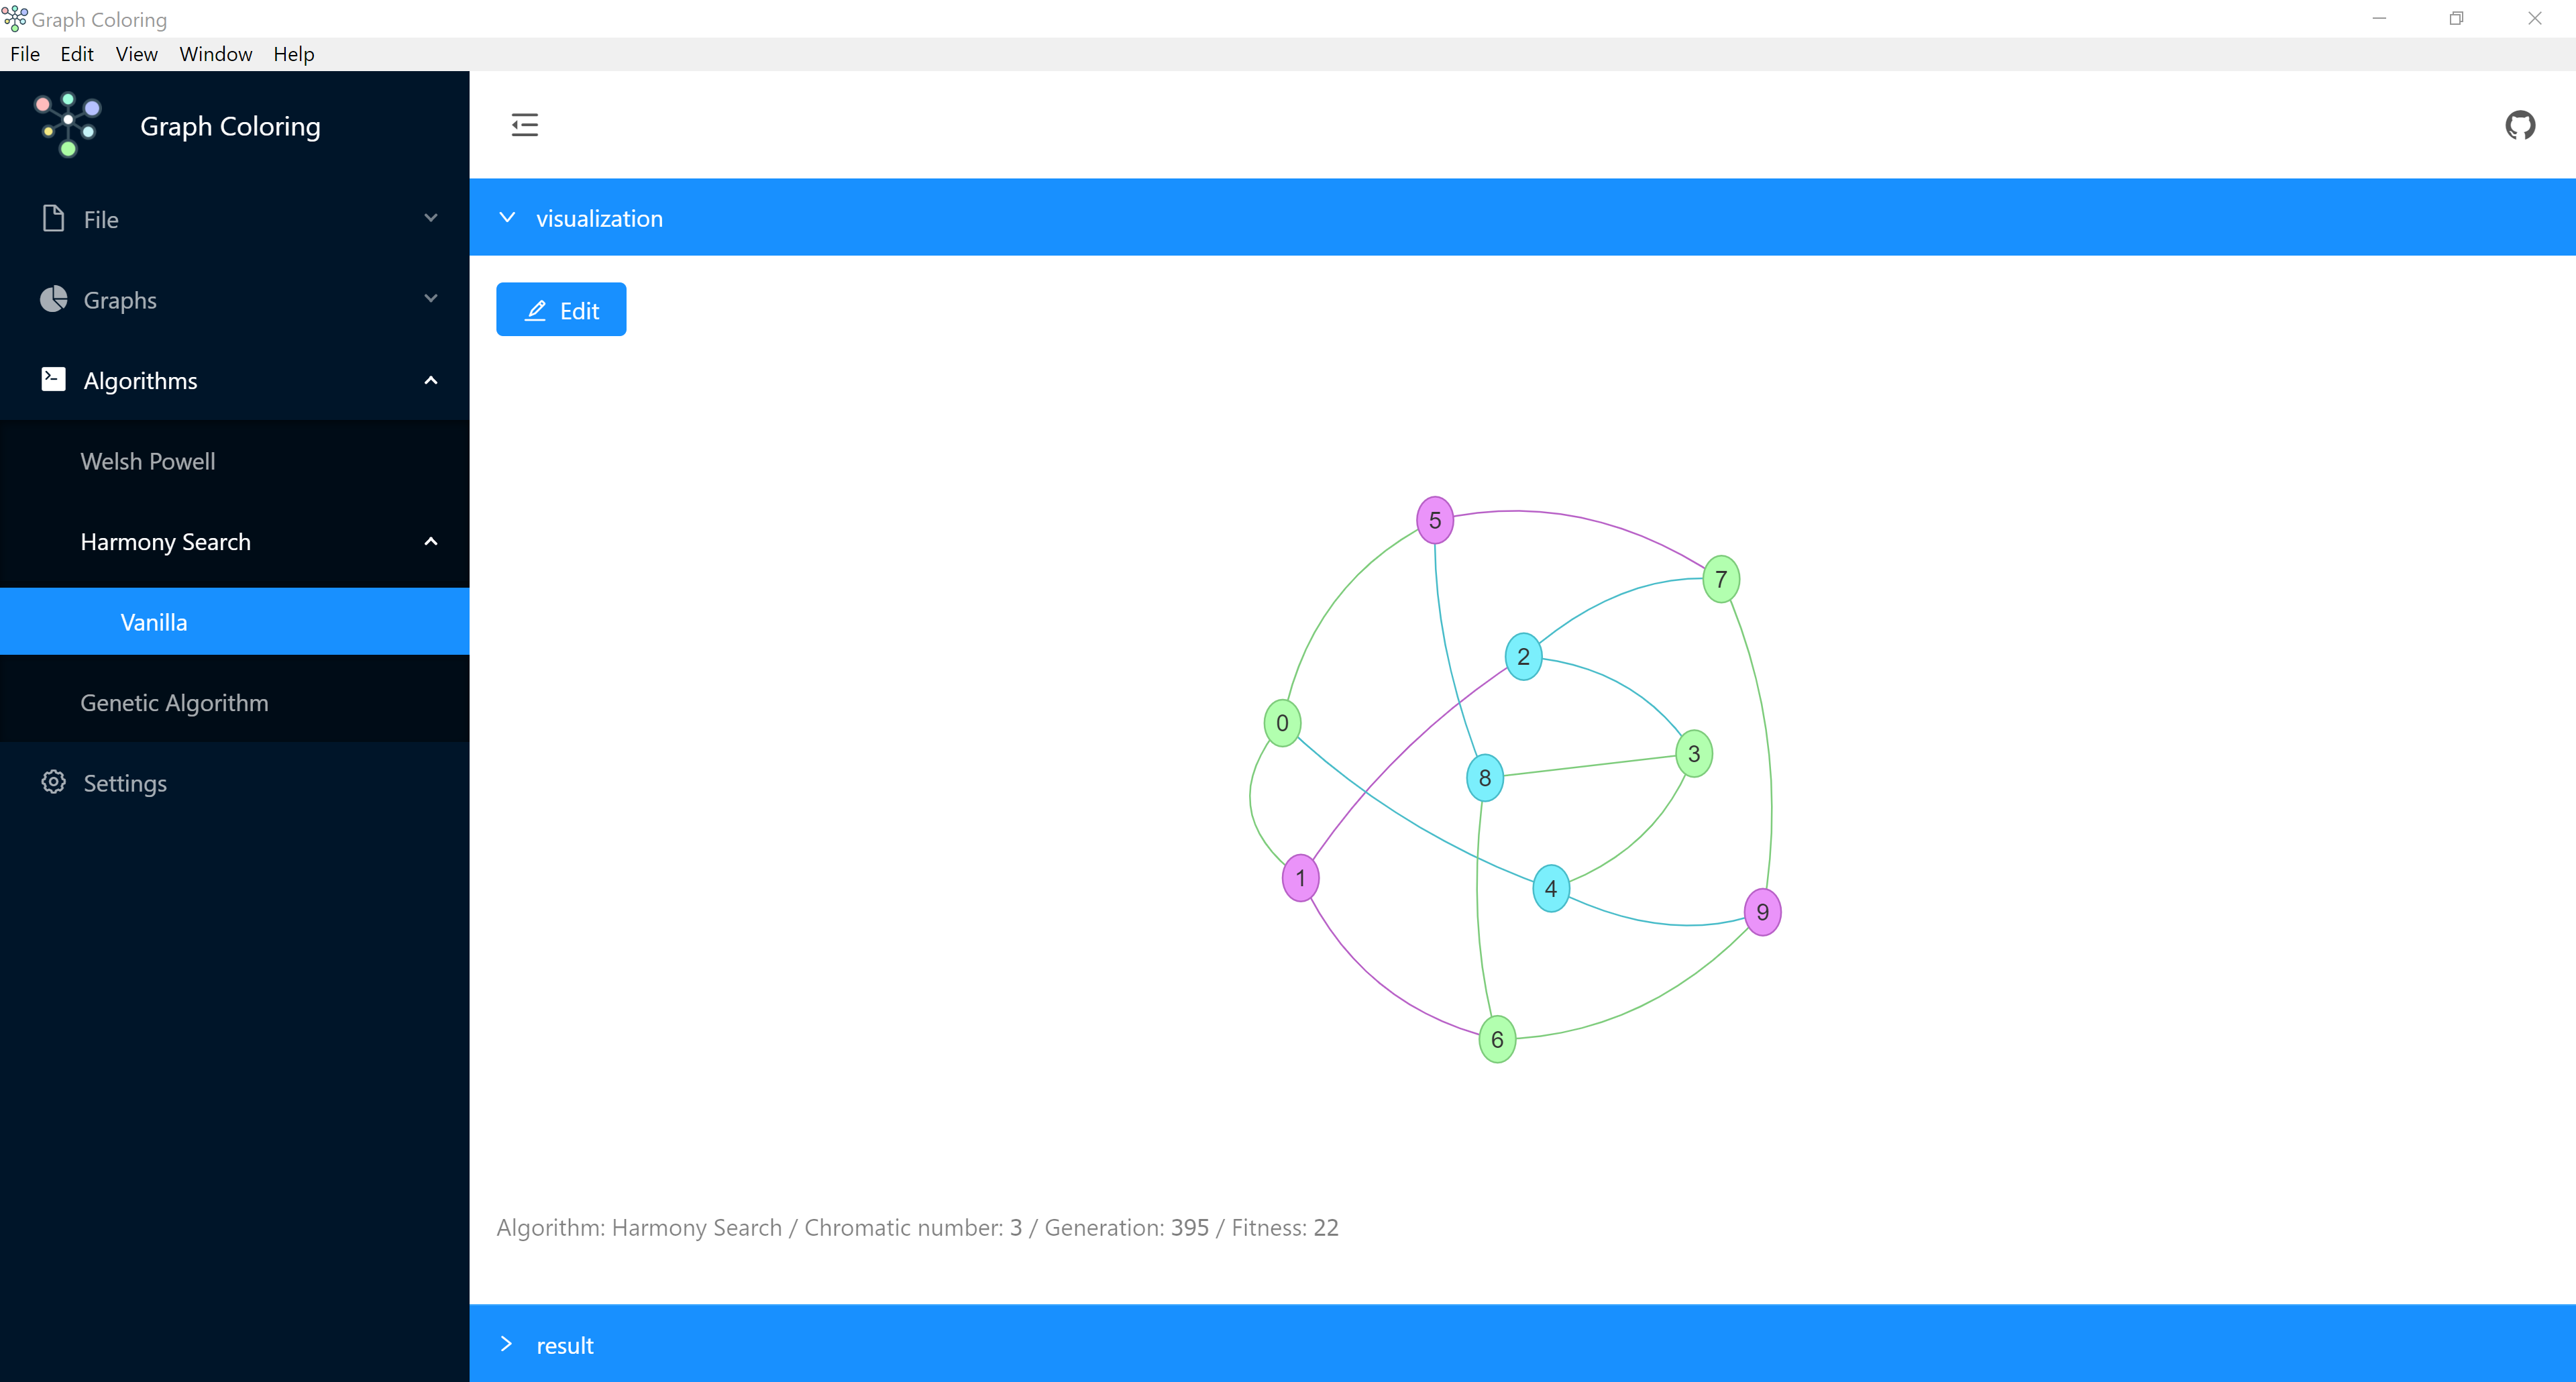 Graph Coloring
File Edit View Window Help
Graph Coloring
File
Graphs
Algorithms
Welsh Powell
Harmony Search
Vanilla
Genetic Algorithm
Settings
visualization
Edit
5
7
2
0
3
8
1
4
9
6
Algorithm: Harmony Search / Chromatic number: 3 / Generation: 395 / Fitness: 22
result